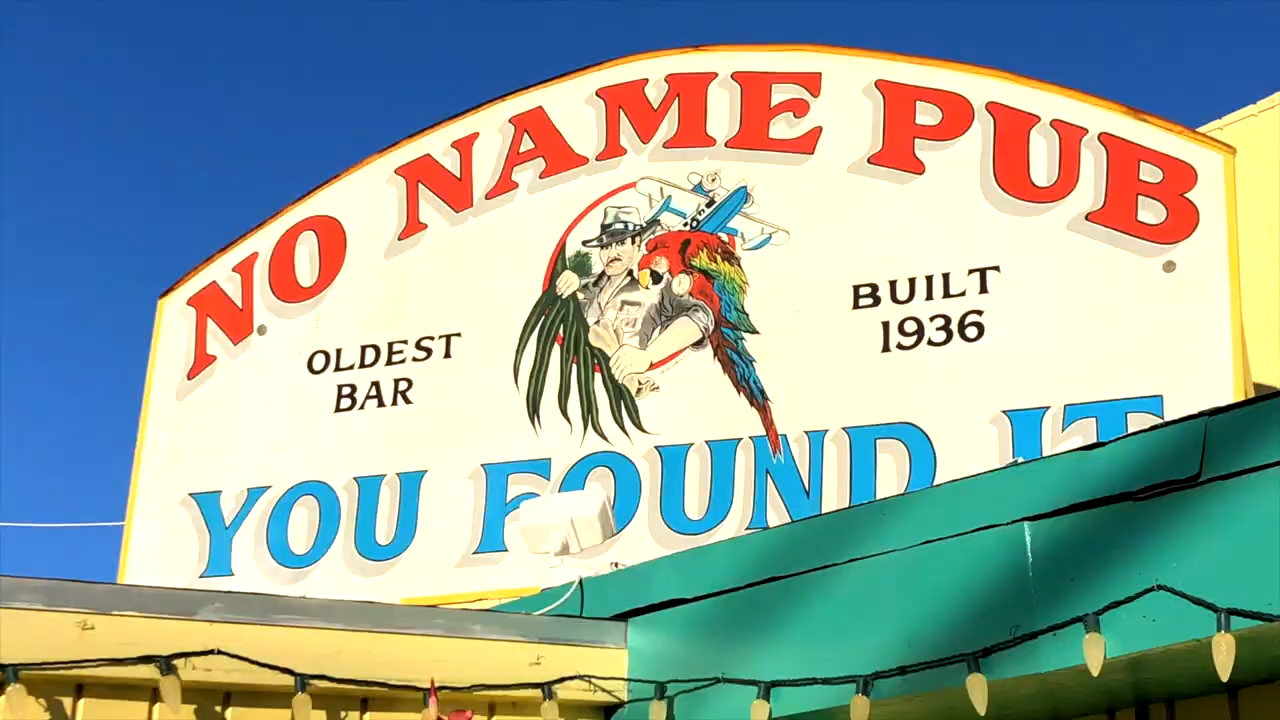 NO NAME PUB
OLDEST
BAR
BUILT
1936
YOU FOUND IT